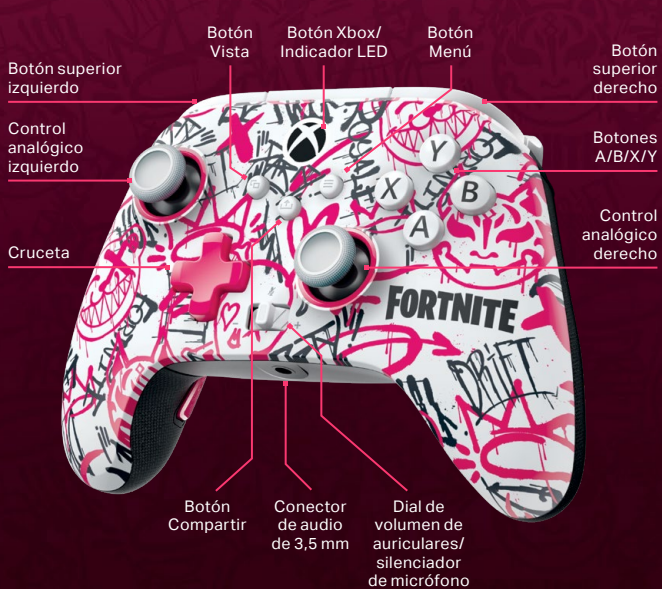 Botón
Vista
Botón Xbox/
Indicador LED
Botón
Menú
Botón superior
izquierdo
Botón
superior
derecho
Control
analógico
izquierdo
Botones
A/B/X/Y
Y
X
B
A
Control
analógico
derecho
Cruceta
FORTNITE
DRIFT
Botón
Compartir
Conector
de audio
de 3,5 mm
Dial de
volumen de
auriculares/
silenciador
de micrófono